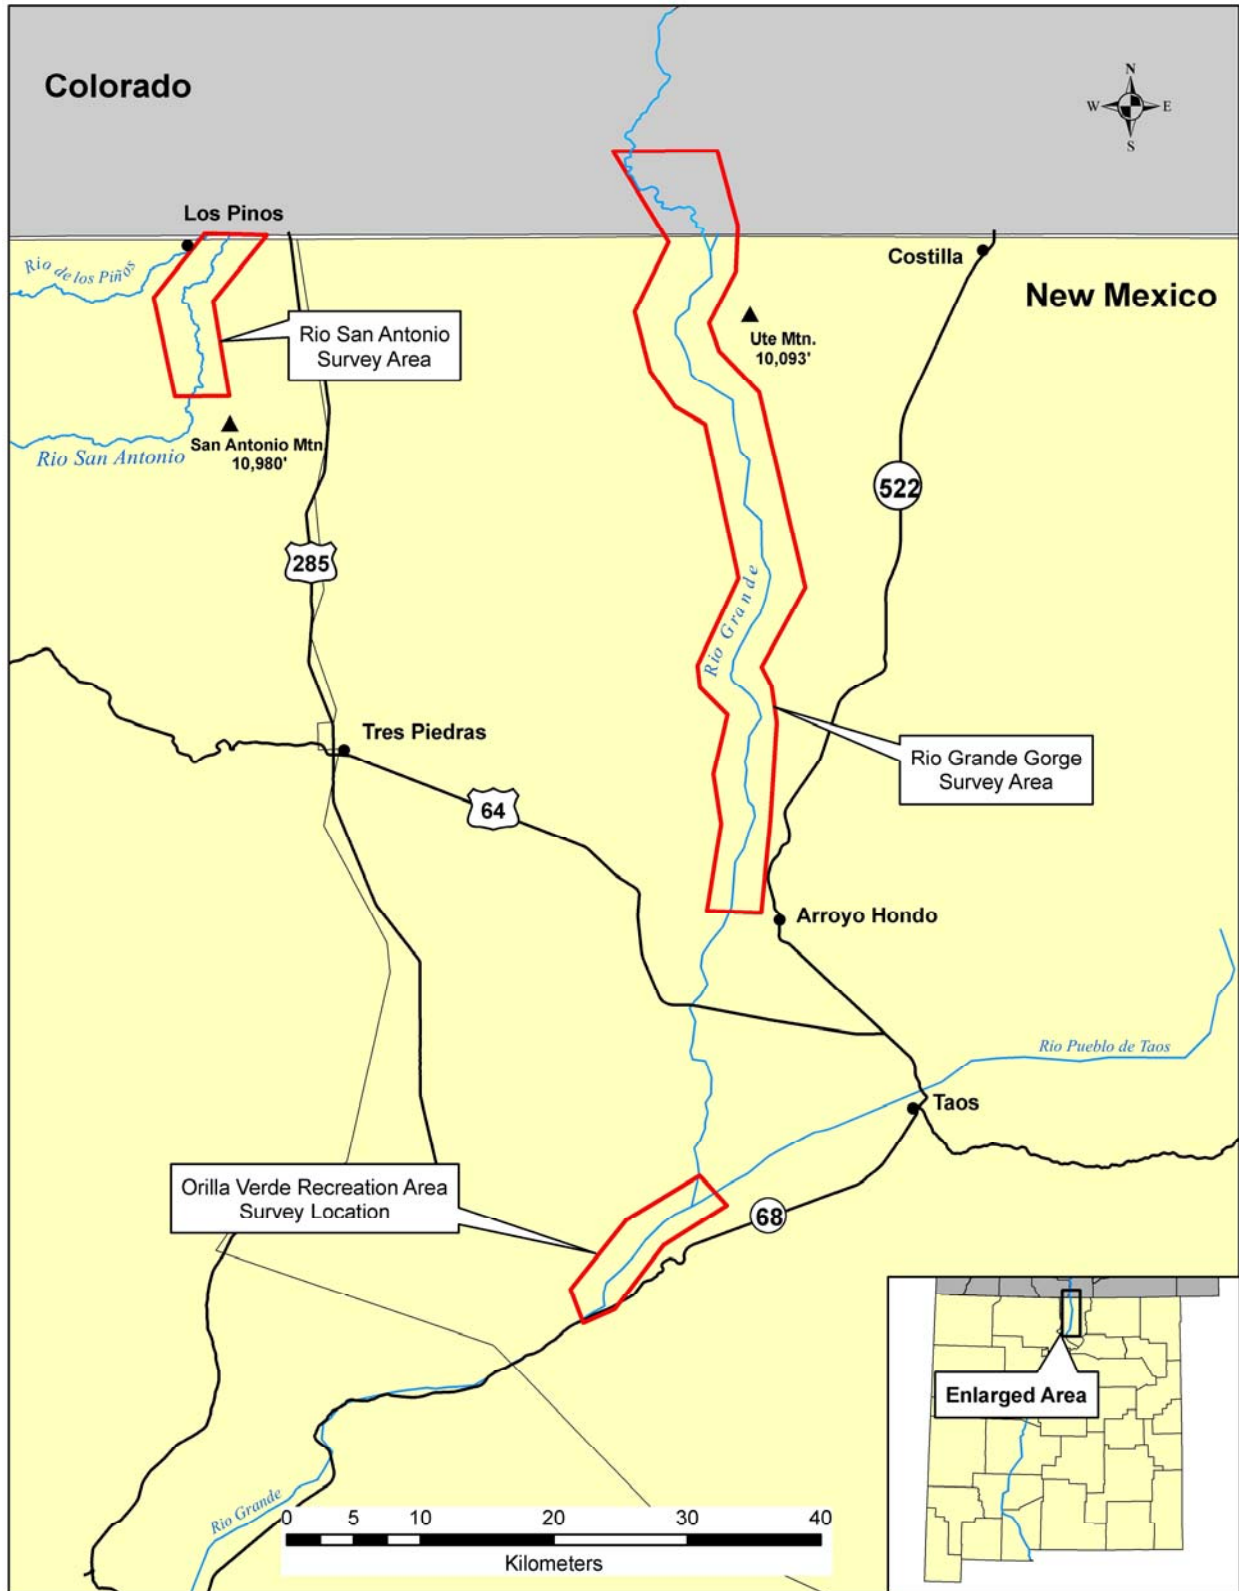 Colorado
N
W
E
S
Los Pinos
Rio de los Piños
Costilla
New Mexico
Rio San Antonio
Survey Area
Ute Mtn.
10,093'
San Antonio Mtn.
10,980'
Rio San Antonio
522
285
Rio Grande
Tres Piedras
Rio Grande Gorge
Survey Area
64
Arroyo Hondo
Rio Pueblo de Taos
Taos
Orilla Verde Recreation Area
Survey Location
68
Enlarged Area
Rio Grande
0 5 10 20 30 40
Kilometers